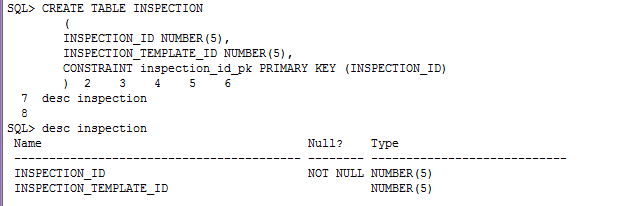 SQL> CREATE TABLE INSPECTION
(
INSPECTION_ID NUMBER(5),
INSPECTION_TEMPLATE_ID NUMBER(5),
CONSTRAINT inspection_id_pk PRIMARY KEY (INSPECTION_ID)
) 2 3 4 5 6
7 desc inspection
8
SQL> desc inspection
Name Null? Type
----------------------------------------- -------- ----------------------------
INSPECTION_ID NOT NULL NUMBER(5)
INSPECTION_TEMPLATE_ID NUMBER(5)